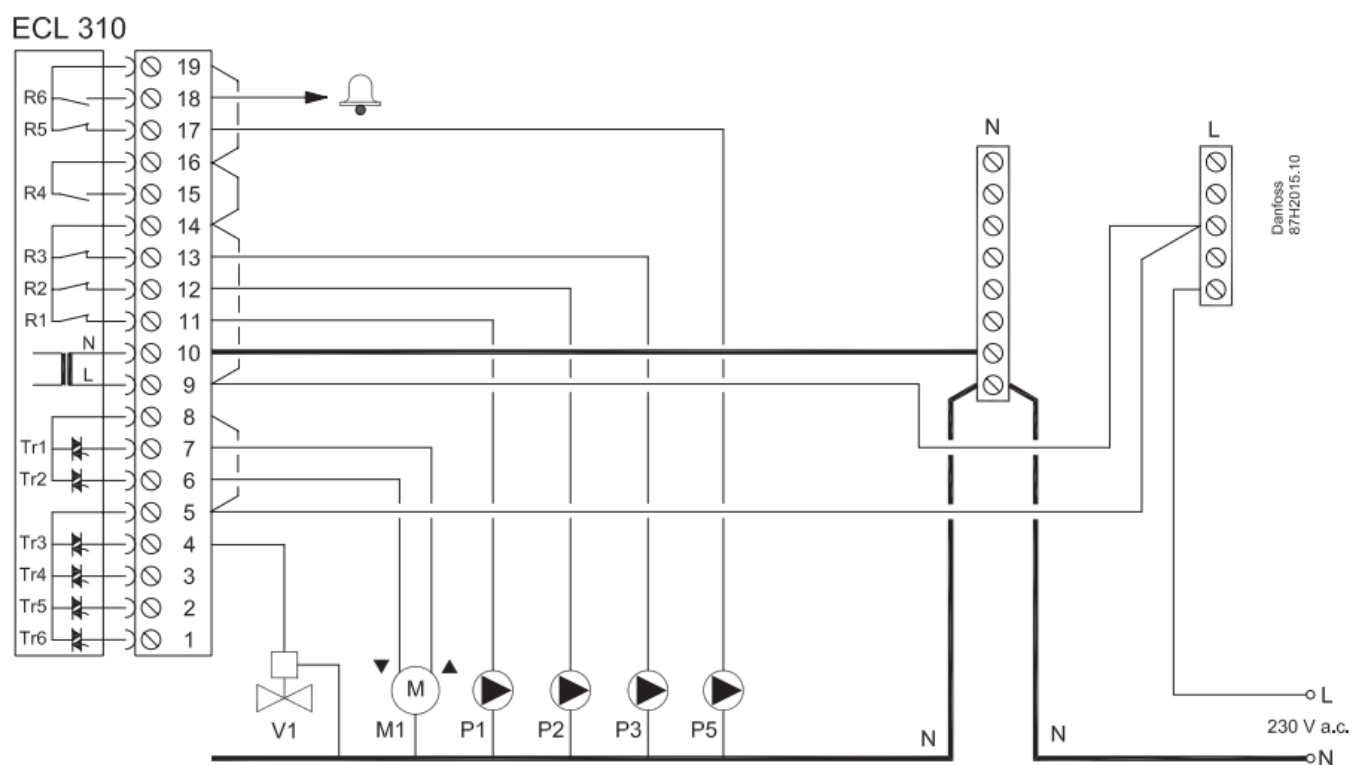 ECL 310
19
R6 18
R5 17
16
R4 15
14
R3 13
R2 12
R1 11
N 10
L 9
8
Tr1 7
Tr2 6
5
Tr3 4
Tr4 3
Tr5 2
Tr6 1
N
L
Danfoss
87H2015.10
M
V1 M1 P1 P2 P3 P5
N N
L
230 V a.c.
N